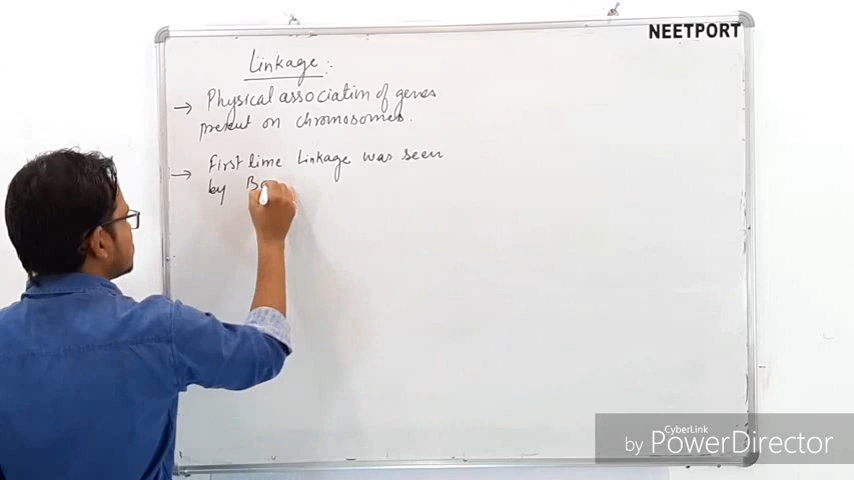 NEETPORT
Linkage :
→ Physical association of genes
present on chromosomes.
→ First time Linkage was seen
by B
CyberLink
by PowerDirector